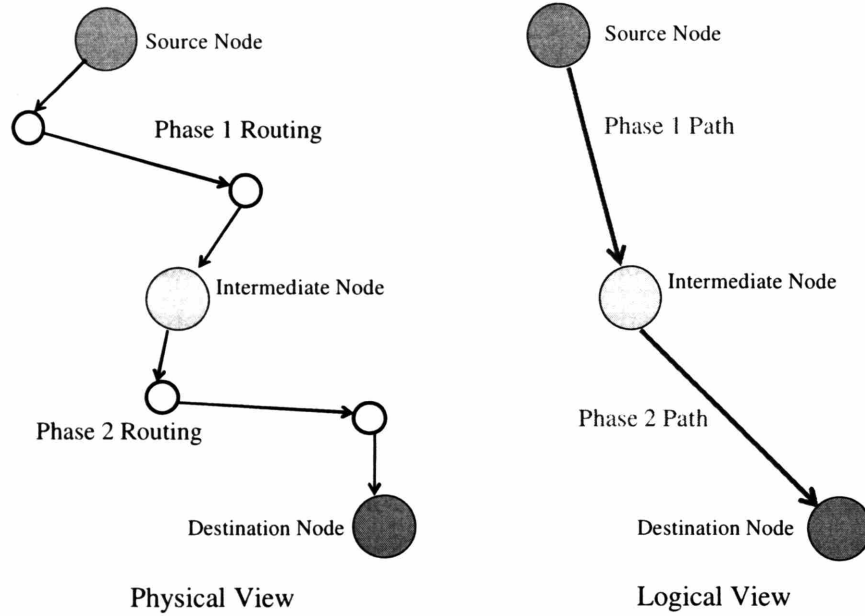 Source Node
Phase 1 Routing
Intermediate Node
Phase 2 Routing
Destination Node
Physical View
Source Node
Phase 1 Path
Intermediate Node
Phase 2 Path
Destination Node
Logical View